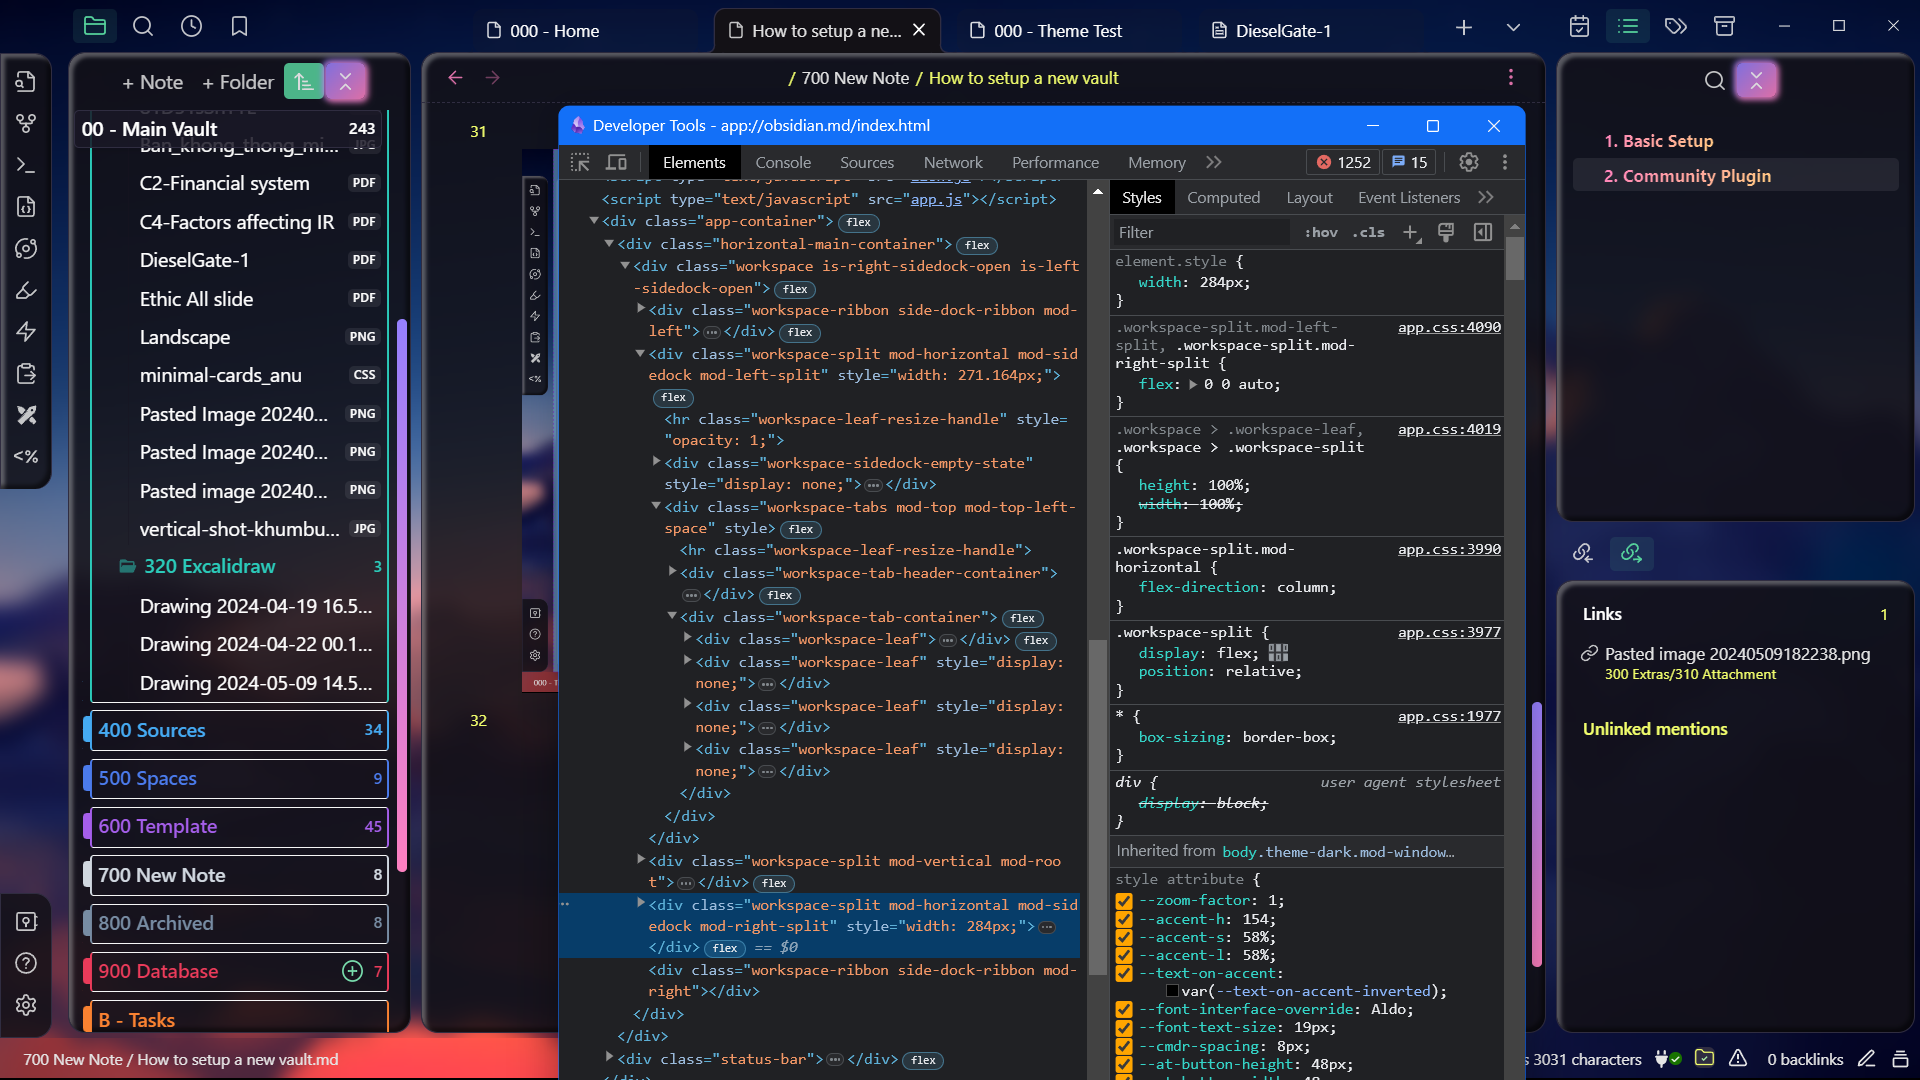 000 - Home
How to setup a ne...
000 - Theme Test
DieselGate-1
+ Note + Folder
00 - Main Vault 243
Ban_khong_thong_mi... JPG
C2-Financial system PDF
C4-Factors affecting IR PDF
DieselGate-1 PDF
Ethic All slide PDF
Landscape PNG
minimal-cards_anu CSS
Pasted Image 20240... PNG
Pasted Image 20240... PNG
Pasted image 20240... PNG
vertical-shot-khumbu... JPG
320 Excalidraw 3
Drawing 2024-04-19 16.5...
Drawing 2024-04-22 00.1...
Drawing 2024-05-09 14.5...
400 Sources 34
500 Spaces 9
600 Template 45
700 New Note 8
800 Archived 8
900 Database 7
B - Tasks
<%
/ 700 New Note / How to setup a new vault
31
32
Developer Tools - app://obsidian.md/index.html
Elements Console Sources Network Performance Memory 1252 15
<script type="text/javascript" src="app.js"></script>
<div class="app-container"> flex
<div class="horizontal-main-container"> flex
<div class="workspace is-right-sidedock-open is-left
-sidedock-open"> flex
<div class="workspace-ribbon side-dock-ribbon mod-
left"> … </div> flex
<div class="workspace-split mod-horizontal mod-sid
edock mod-left-split" style="width: 271.164px;">
flex
<hr class="workspace-leaf-resize-handle" style=
"opacity: 1;">
<div class="workspace-sidedock-empty-state"
style="display: none;"> … </div>
<div class="workspace-tabs mod-top mod-top-left-
space" style> flex
<hr class="workspace-leaf-resize-handle">
<div class="workspace-tab-header-container">
… </div> flex
<div class="workspace-tab-container"> flex
<div class="workspace-leaf"> … </div> flex
<div class="workspace-leaf" style="display:
none;"> … </div>
<div class="workspace-leaf" style="display:
none;"> … </div>
<div class="workspace-leaf" style="display:
none;"> … </div>
</div>
</div>
</div>
<div class="workspace-split mod-vertical mod-roo
t"> … </div> flex
<div class="workspace-split mod-horizontal mod-sid
edock mod-right-split" style="width: 284px;"> …
</div> flex == $0
<div class="workspace-ribbon side-dock-ribbon mod-
right"></div>
</div>
</div>
<div class="status-bar"> … </div> flex
Styles Computed Layout Event Listeners
Filter :hov .cls
element.style {
width: 284px;
}
.workspace-split.mod-left- app.css:4090
split, .workspace-split.mod-
right-split {
flex: 0 0 auto;
}
.workspace > .workspace-leaf, app.css:4019
.workspace > .workspace-split
{
height: 100%;
width: 100%;
}
.workspace-split.mod- app.css:3990
horizontal {
flex-direction: column;
}
.workspace-split { app.css:3977
display: flex;
position: relative;
}
* { app.css:1977
box-sizing: border-box;
}
div { user agent stylesheet
display: block;
}
Inherited from body.theme-dark.mod-window…
style attribute {
--zoom-factor: 1;
--accent-h: 154;
--accent-s: 58%;
--accent-l: 58%;
--text-on-accent:
var(--text-on-accent-inverted);
--font-interface-override: Aldo;
--font-text-size: 19px;
--cmdr-spacing: 8px;
--at-button-height: 48px;
1. Basic Setup
2. Community Plugin
Links 1
Pasted image 20240509182238.png
300 Extras/310 Attachment
Unlinked mentions
700 New Note / How to setup a new vault.md
3031 characters
0 backlinks